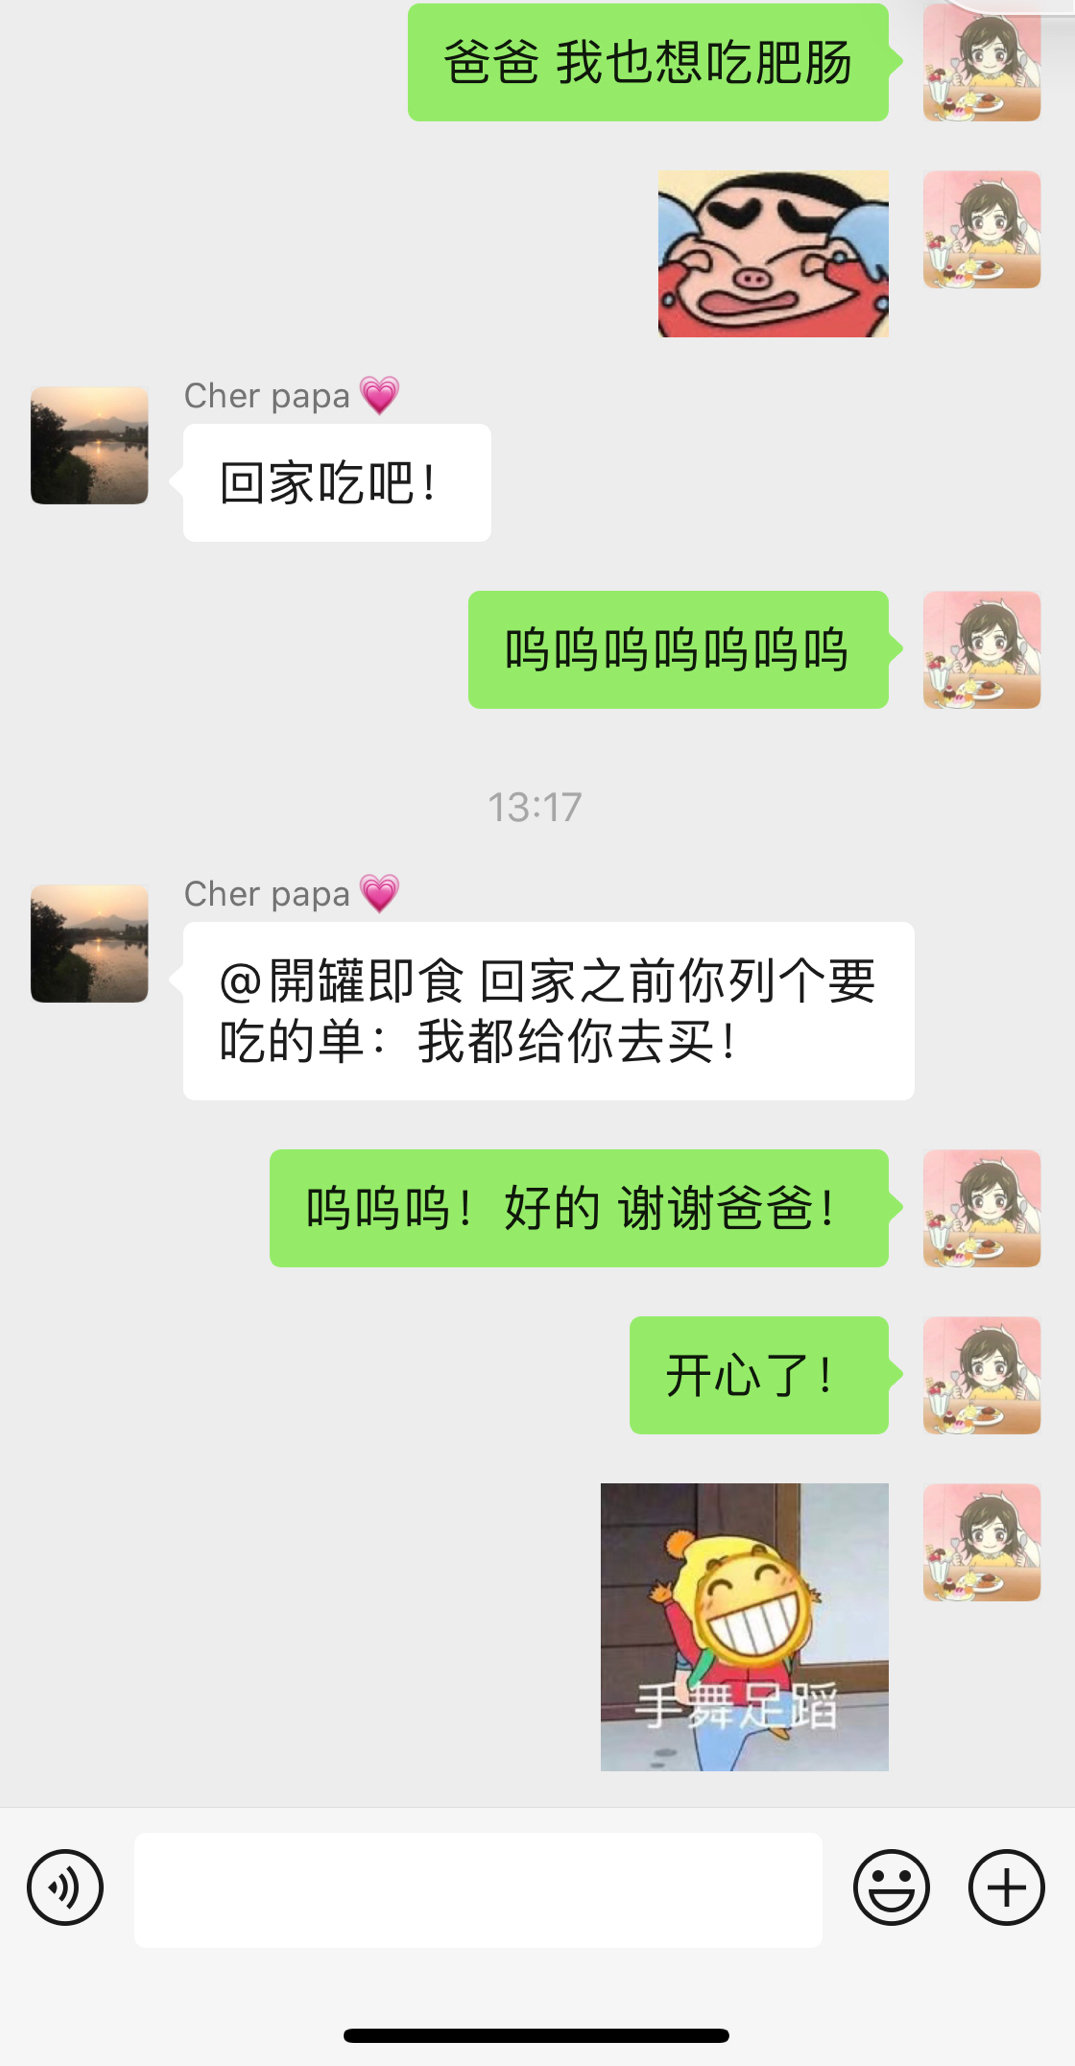 爸爸 我也想吃肥肠
Cher papa
回家吃吧！
呜呜呜呜呜呜呜
13:17
Cher papa
@開罐即食 回家之前你列个要
吃的单：我都给你去买！
呜呜呜！好的 谢谢爸爸！
开心了！
手舞足蹈